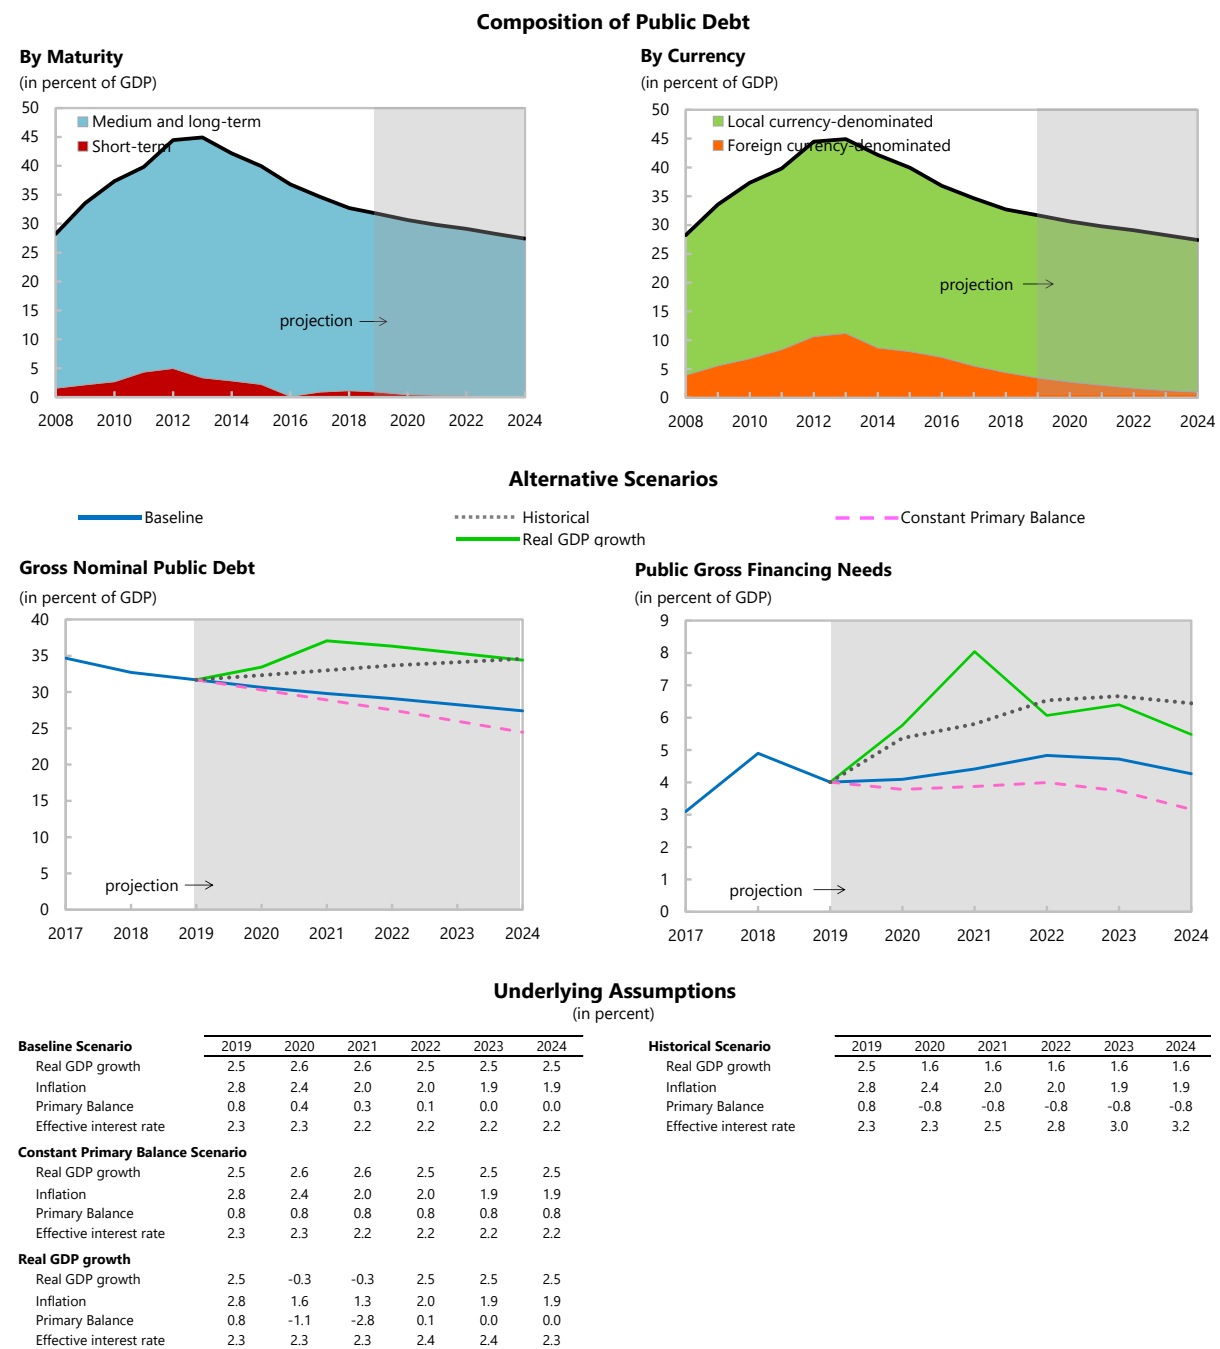 Composition of Public Debt
By Maturity
(in percent of GDP)
50
45
40
35
30
25
20
15
10
5
0
Medium and long-term
Short-term
projection
2008 2010 2012 2014 2016 2018 2020 2022 2024
By Currency
(in percent of GDP)
50
45
40
35
30
25
20
15
10
5
0
Local currency-denominated
Foreign currency-denominated
projection
2008 2010 2012 2014 2016 2018 2020 2022 2024
Alternative Scenarios
Baseline
Historical
Constant Primary Balance
Real GDP growth
Gross Nominal Public Debt
(in percent of GDP)
40
35
30
25
20
15
10
5
0
projection
2017 2018 2019 2020 2021 2022 2023 2024
Public Gross Financing Needs
(in percent of GDP)
9
8
7
6
5
4
3
2
1
0
projection
2017 2018 2019 2020 2021 2022 2023 2024
Underlying Assumptions
(in percent)
Baseline Scenario 2019 2020 2021 2022 2023 2024
Real GDP growth 2.5 2.6 2.6 2.5 2.5 2.5
Inflation 2.8 2.4 2.0 2.0 1.9 1.9
Primary Balance 0.8 0.4 0.3 0.1 0.0 0.0
Effective interest rate 2.3 2.3 2.2 2.2 2.2 2.2
Constant Primary Balance Scenario
Real GDP growth 2.5 2.6 2.6 2.5 2.5 2.5
Inflation 2.8 2.4 2.0 2.0 1.9 1.9
Primary Balance 0.8 0.8 0.8 0.8 0.8 0.8
Effective interest rate 2.3 2.3 2.2 2.2 2.2 2.2
Real GDP growth
Real GDP growth 2.5 -0.3 -0.3 2.5 2.5 2.5
Inflation 2.8 1.6 1.3 2.0 1.9 1.9
Primary Balance 0.8 -1.1 -2.8 0.1 0.0 0.0
Effective interest rate 2.3 2.3 2.3 2.4 2.4 2.3
Historical Scenario 2019 2020 2021 2022 2023 2024
Real GDP growth 2.5 1.6 1.6 1.6 1.6 1.6
Inflation 2.8 2.4 2.0 2.0 1.9 1.9
Primary Balance 0.8 -0.8 -0.8 -0.8 -0.8 -0.8
Effective interest rate 2.3 2.3 2.5 2.8 3.0 3.2